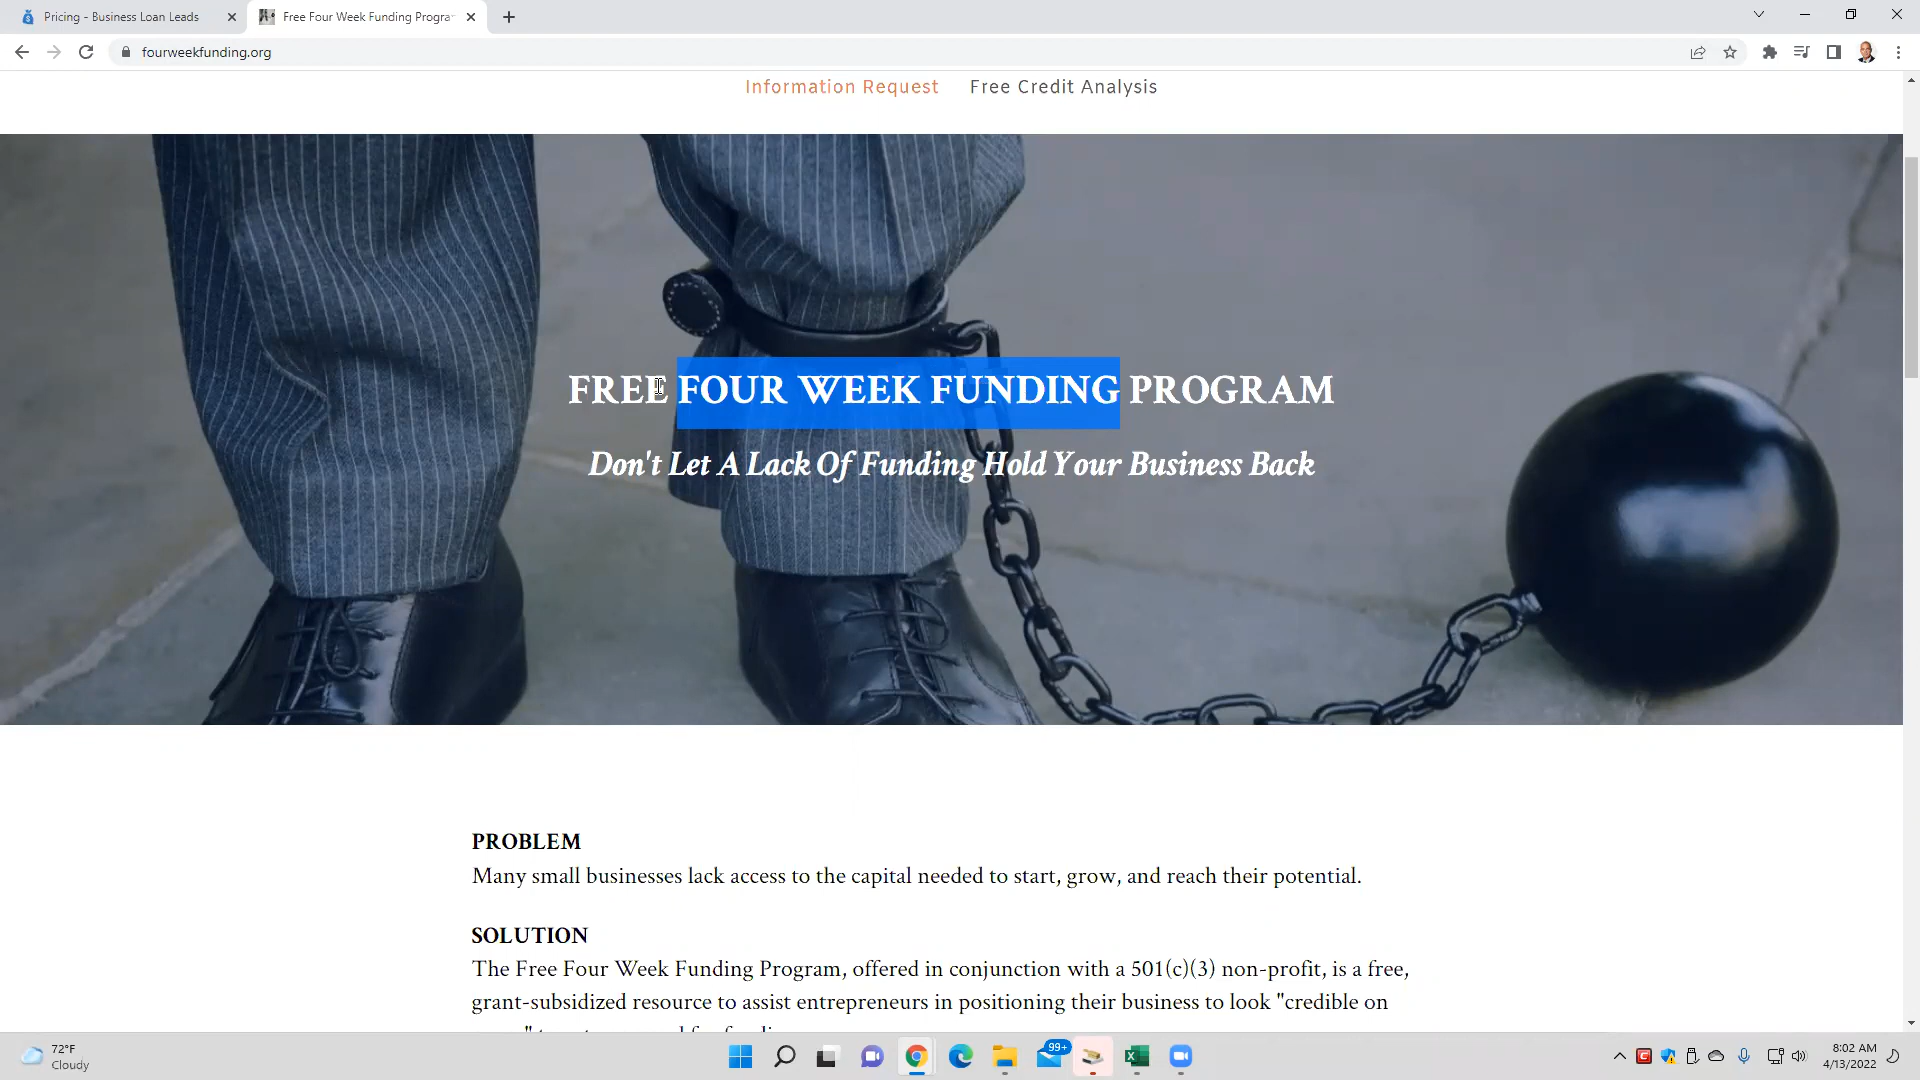 Pricing - Business Loan Leads
Free Four Week Funding Progra
fourweekfunding.org
Information Request Free Credit Analysis
FREE FOUR WEEK FUNDING PROGRAM
Don't Let A Lack Of Funding Hold Your Business Back
PROBLEM
Many small businesses lack access to the capital needed to start, grow, and reach their potential.
SOLUTION
The Free Four Week Funding Program, offered in conjunction with a 501(c)(3) non-profit, is a free,
grant-subsidized resource to assist entrepreneurs in positioning their business to look "credible on
72°F
Cloudy
99+
8:02 AM
4/13/2022